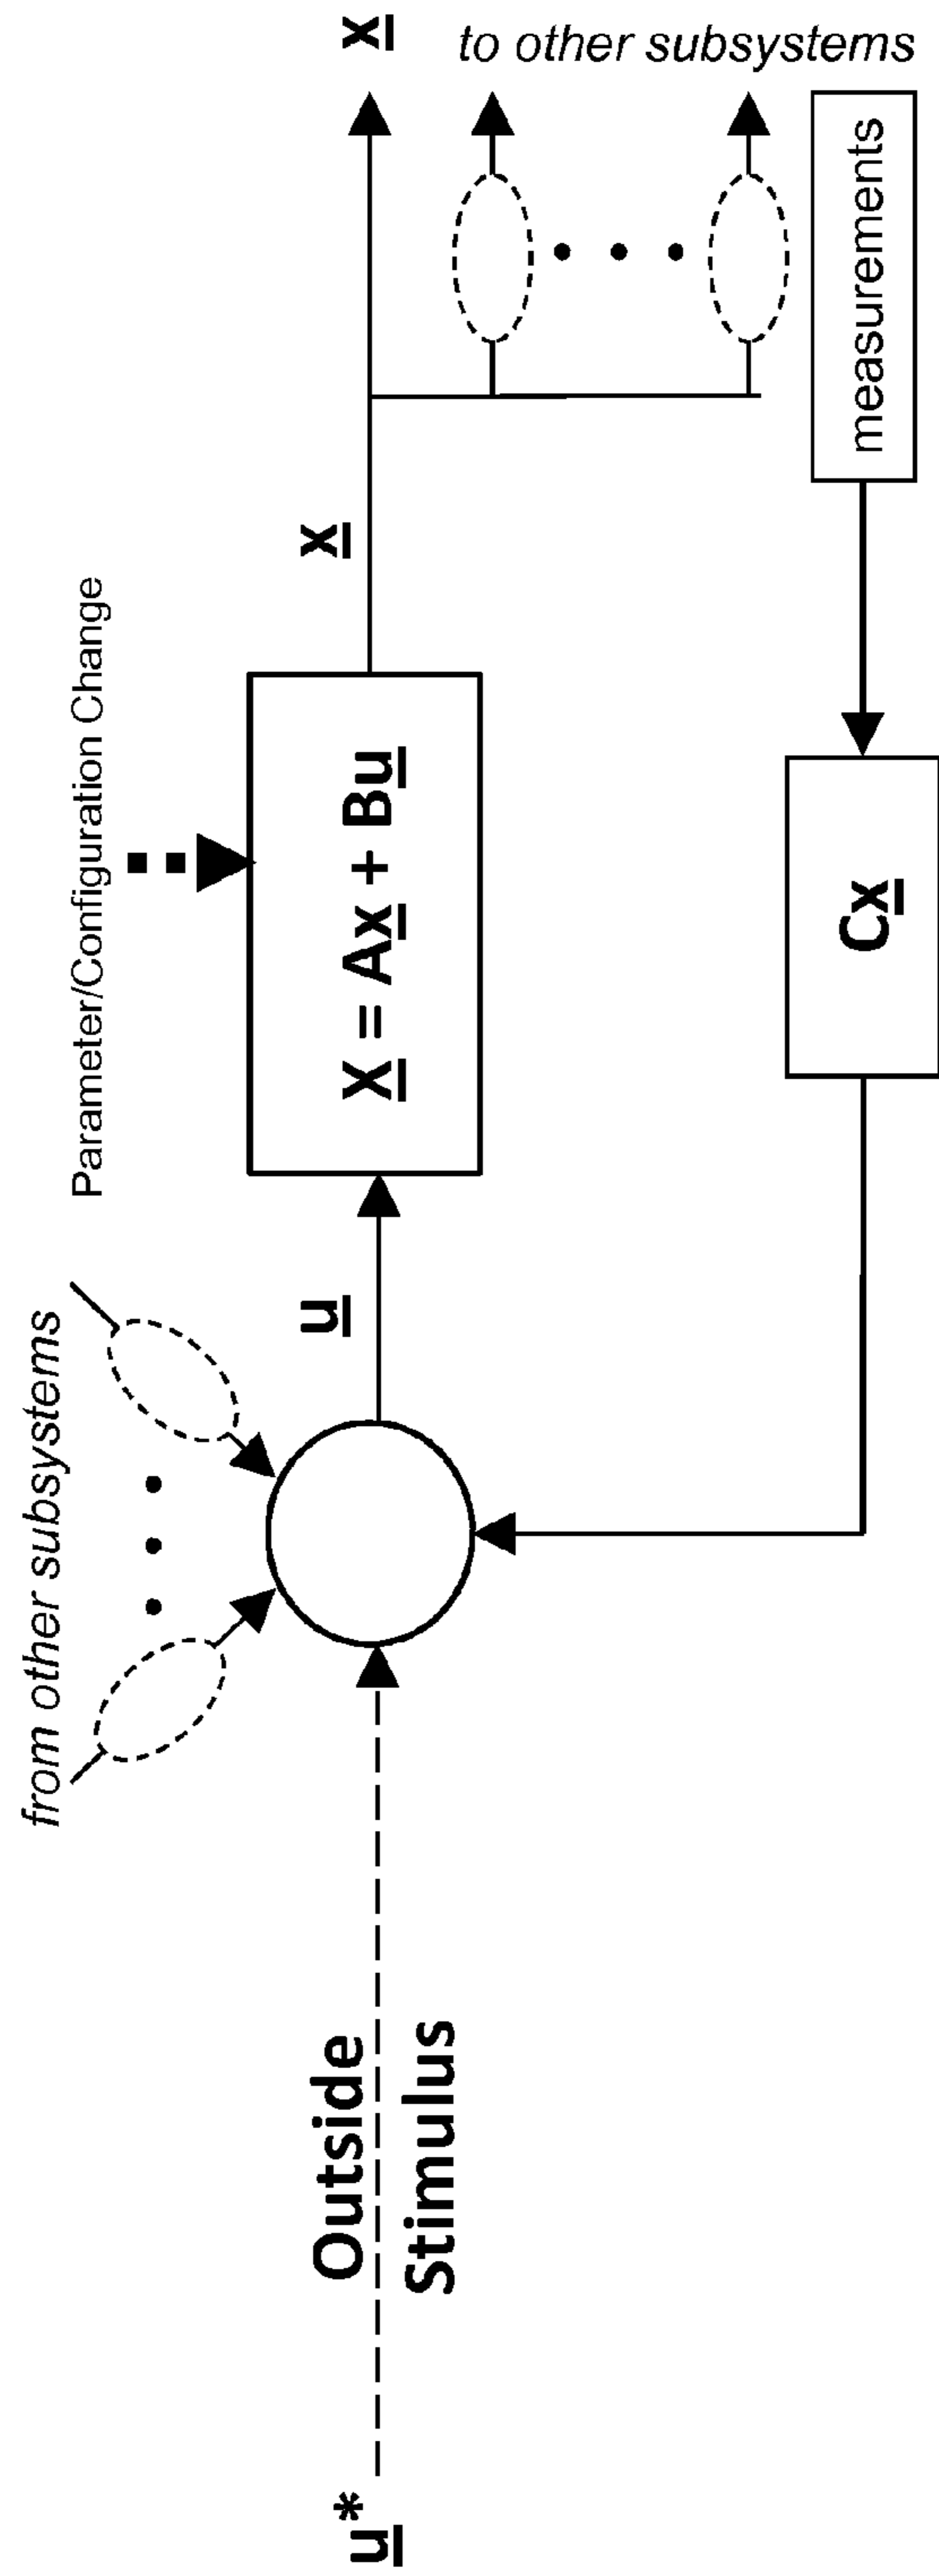 from other subsystems
Parameter/Configuration Change
u*
Outside
Stimulus
u
X = Ax + Bu
x
x
to other subsystems
Cx
measurements